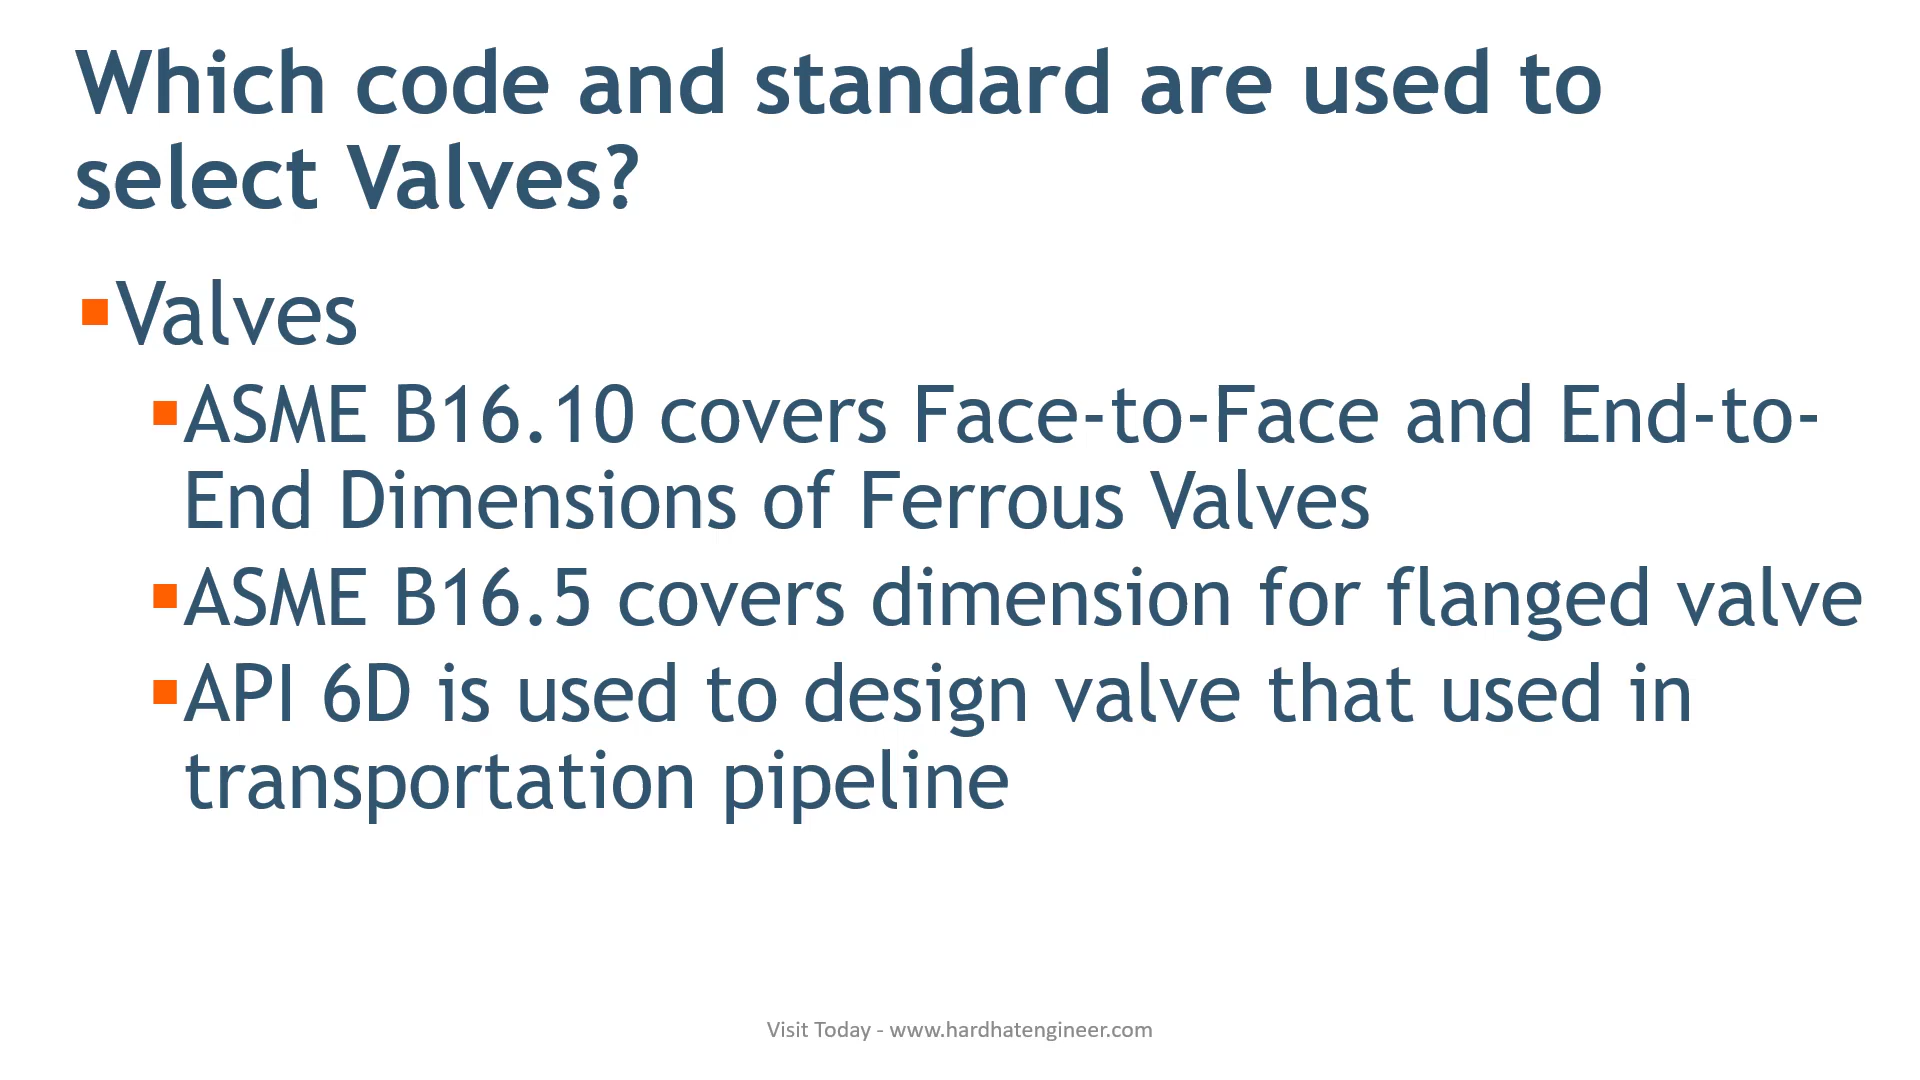 Which code and standard are used to
select Valves?
Valves
ASME B16.10 covers Face-to-Face and End-to-
End Dimensions of Ferrous Valves
ASME B16.5 covers dimension for flanged valve
API 6D is used to design valve that used in
transportation pipeline
Visit Today - www.hardhatengineer.com